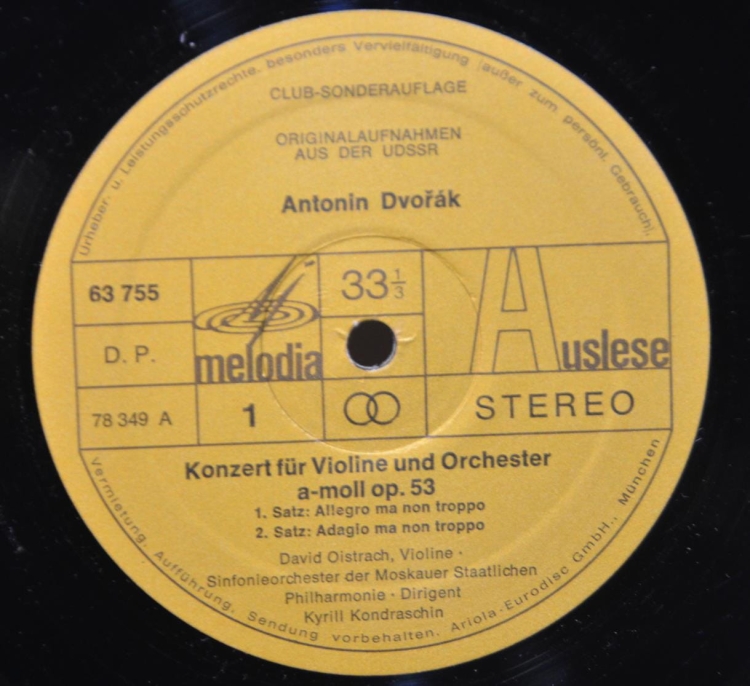 Urheber- u. Leistungsschutzrechte, besonders Vervielfältigung (außer zum persönl. Gebrauch),
CLUB-SONDERAUFLAGE
ORIGINALAUFNAHMEN
AUS DER UDSSR
Antonin Dvořák
63 755
melodia
33 1/3
Auslese
D. P.
78 349 A
1
STEREO
Konzert für Violine und Orchester
a-moll op. 53
1. Satz: Allegro ma non troppo
2. Satz: Adagio ma non troppo
David Oistrach, Violine ·
Sinfonieorchester der Moskauer Staatlichen
Philharmonie · Dirigent
Kyrill Kondraschin
Vermietung, Aufführung, Sendung vorbehalten. Ariola-Eurodisc GmbH., München